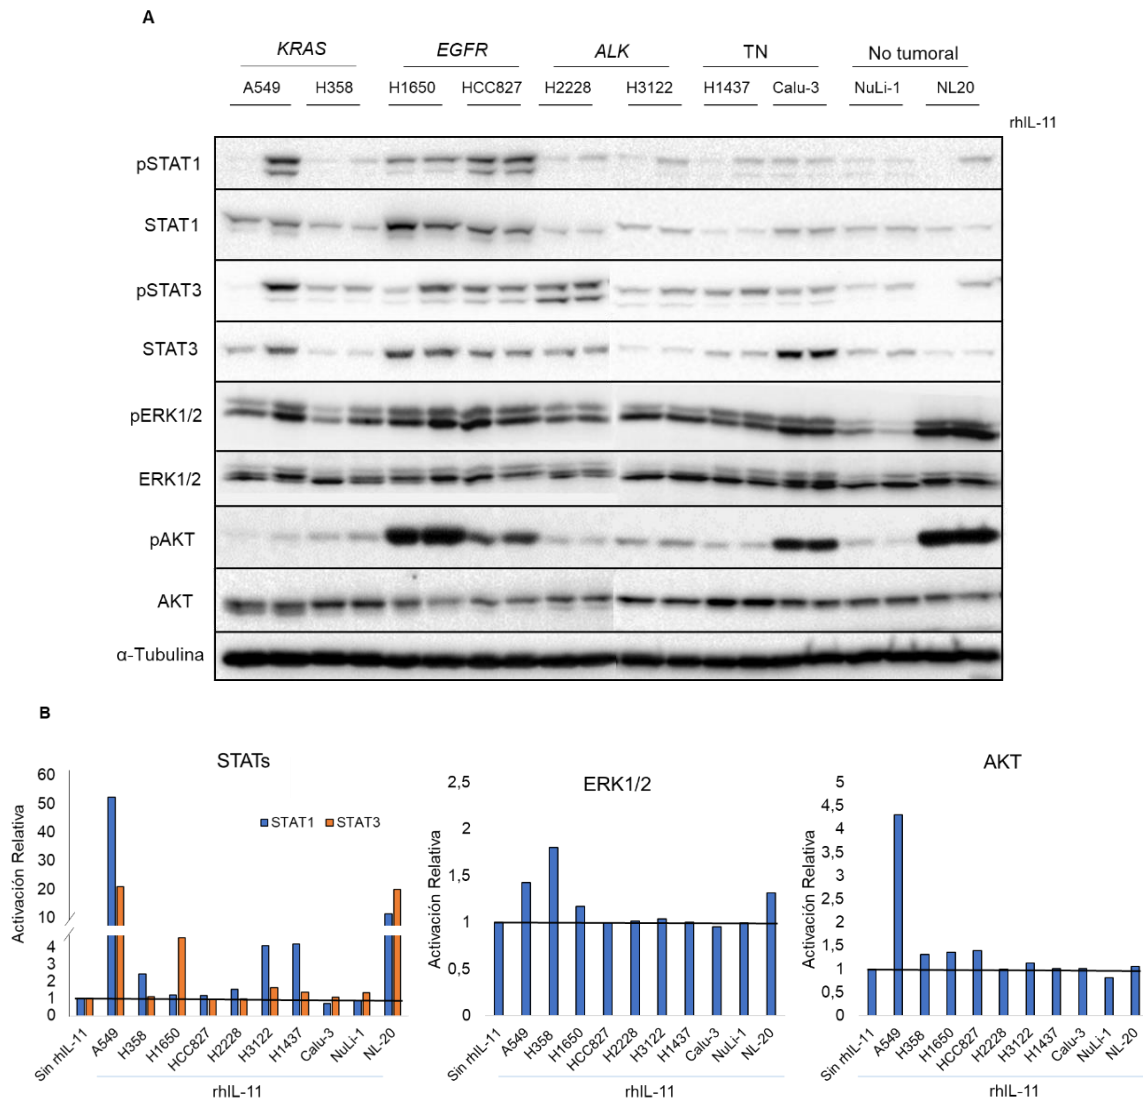 A
KRAS EGFR ALK TN No tumoral
A549 H358 H1650 HCC827 H2228 H3122 H1437 Calu-3 NuLi-1 NL20
rhIL-11
pSTAT1
STAT1
pSTAT3
STAT3
pERK1/2
ERK1/2
pAKT
AKT
α-Tubulina
B
STATs
Activación Relativa
60
50
40
30
20
10
4
2
1
0
STAT1 STAT3
Sin rhIL-11 A549 H358 H1650 HCC827 H2228 H3122 H1437 Calu-3 NuLi-1 NL-20
rhIL-11
ERK1/2
Activación Relativa
2,5
2
1,5
1
0,5
0
Sin rhIL-11 A549 H358 H1650 HCC827 H2228 H3122 H1437 Calu-3 NuLi-1 NL-20
rhIL-11
AKT
Activación Relativa
5
4,5
4
3,5
3
2,5
2
1,5
1
0,5
0
Sin rhIL-11 A549 H358 H1650 HCC827 H2228 H3122 H1437 Calu-3 NuLi-1 NL-20
rhIL-11